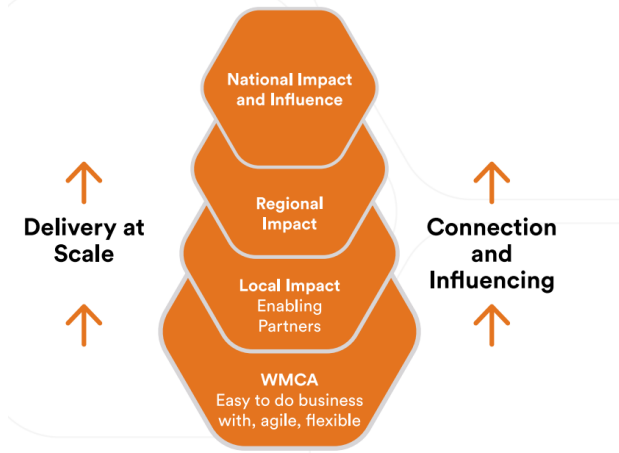 National Impact
and Influence
Regional
Impact
Delivery at
Scale
Connection
and
Influencing
Local Impact
Enabling
Partners
WMCA
Easy to do business
with, agile, flexible